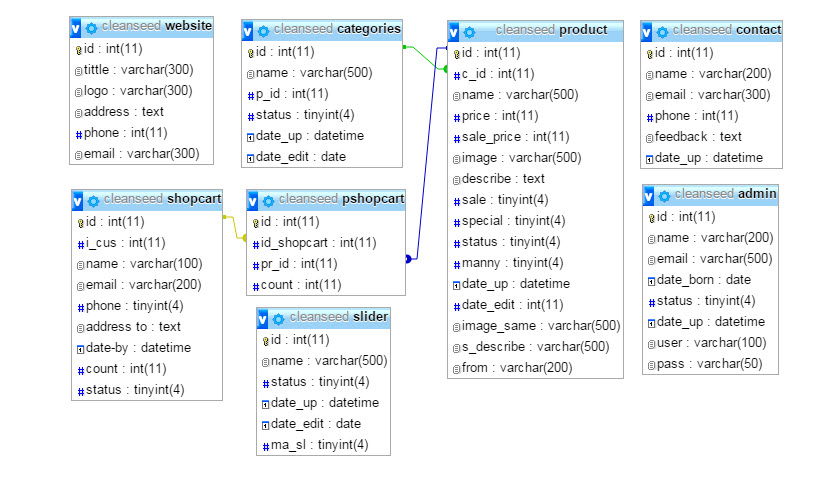 cleanseed website
id : int(11)
tittle : varchar(300)
logo : varchar(300)
address : text
phone : int(11)
email : varchar(300)
cleanseed categories
id : int(11)
name : varchar(500)
p_id : int(11)
status : tinyint(4)
date_up : datetime
date_edit : date
cleanseed product
id : int(11)
c_id : int(11)
name : varchar(500)
price : int(11)
sale_price : int(11)
image : varchar(500)
describe : text
sale : tinyint(4)
special : tinyint(4)
status : tinyint(4)
manny : tinyint(4)
date_up : datetime
date_edit : int(11)
image_same : varchar(500)
s_describe : varchar(500)
from : varchar(200)
cleanseed contact
id : int(11)
name : varchar(200)
email : varchar(300)
phone : int(11)
feedback : text
date_up : datetime
cleanseed shopcart
id : int(11)
i_cus : int(11)
name : varchar(100)
email : varchar(200)
phone : tinyint(4)
address to : text
date-by : datetime
count : int(11)
status : tinyint(4)
cleanseed pshopcart
id : int(11)
id_shopcart : int(11)
pr_id : int(11)
count : int(11)
cleanseed slider
id : int(11)
name : varchar(500)
status : tinyint(4)
date_up : datetime
date_edit : date
ma_sl : tinyint(4)
cleanseed admin
id : int(11)
name : varchar(200)
email : varchar(500)
date_born : date
status : tinyint(4)
date_up : datetime
user : varchar(100)
pass : varchar(50)